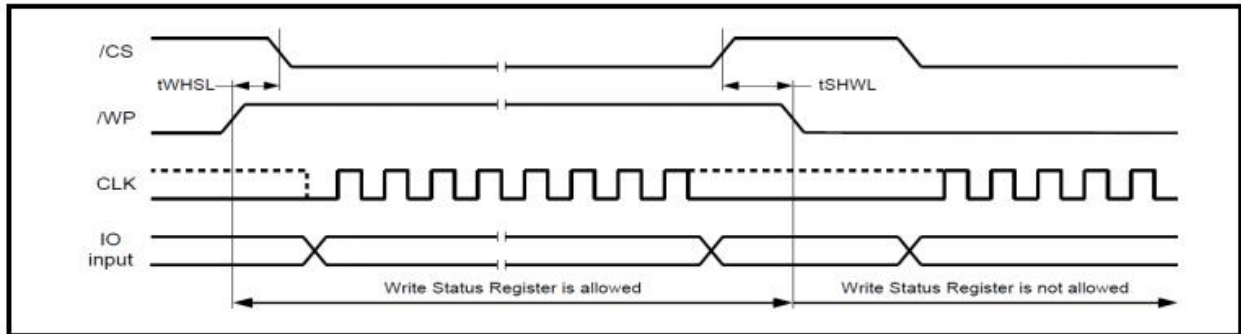 /CS
tWHSL
tSHWL
/WP
CLK
IO
input
Write Status Register is allowed
Write Status Register is not allowed